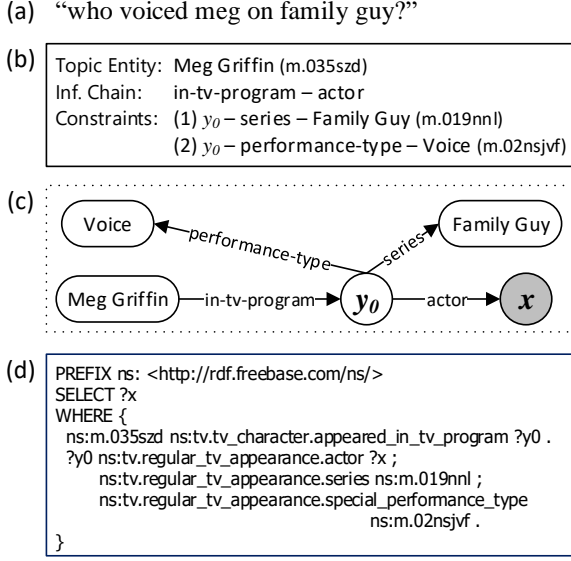 (a) “who voiced meg on family guy?”
(b)
Topic Entity: Meg Griffin (m.035szd)
Inf. Chain: in-tv-program – actor
Constraints: (1) y0 – series – Family Guy (m.019nnl)
(2) y0 – performance-type – Voice (m.02nsjvf)
(c)
Voice performance-type series Family Guy
Meg Griffin in-tv-program y0 actor x
(d)
PREFIX ns: <http://rdf.freebase.com/ns/>
SELECT ?x
WHERE {
ns:m.035szd ns:tv.tv_character.appeared_in_tv_program ?y0 .
?y0 ns:tv.regular_tv_appearance.actor ?x ;
ns:tv.regular_tv_appearance.series ns:m.019nnl ;
ns:tv.regular_tv_appearance.special_performance_type
ns:m.02nsjvf .
}